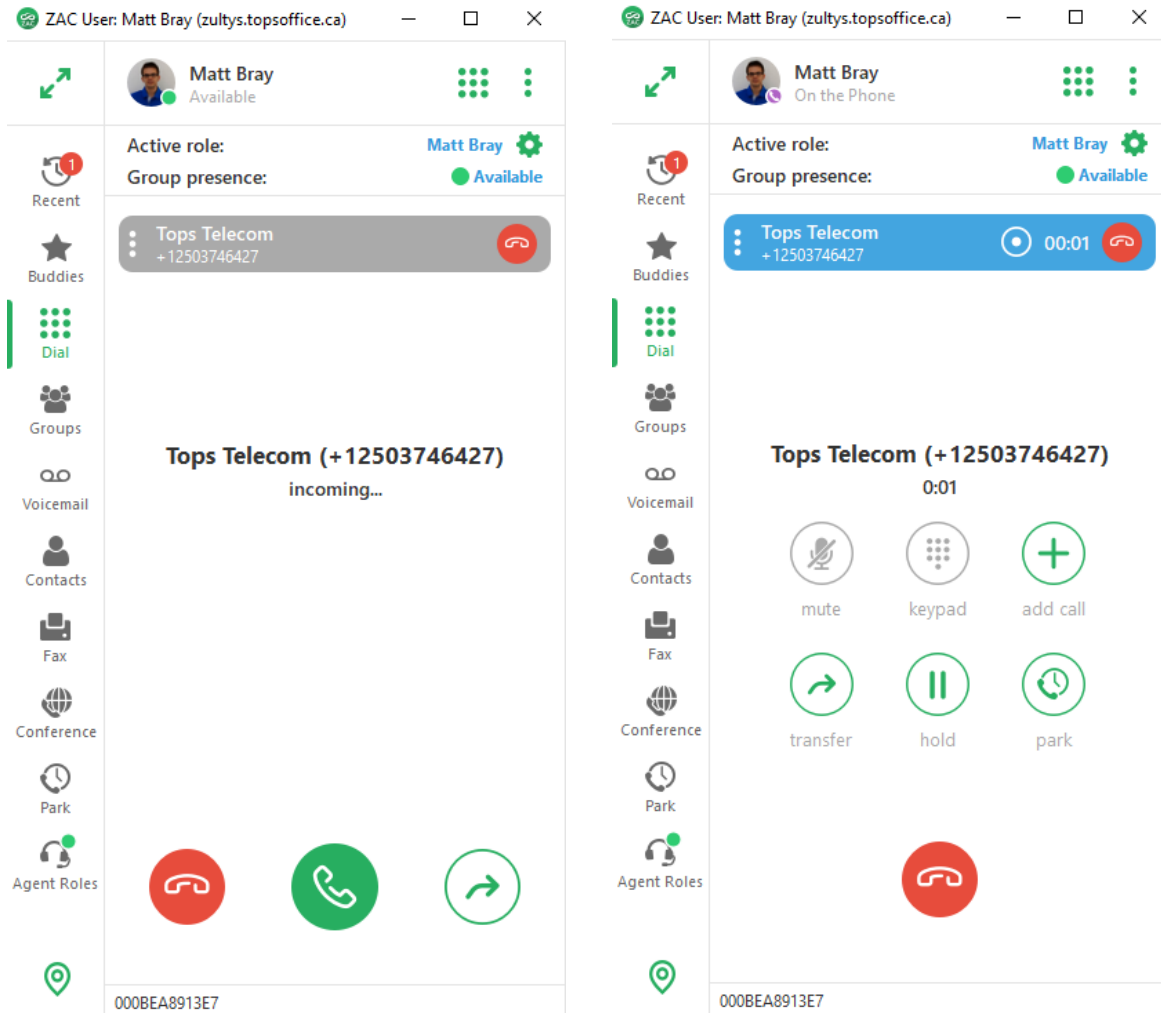 ZAC User: Matt Bray (zultys.topsoffice.ca)
Matt Bray
Available
Active role:
Matt Bray
Group presence:
Available
1
Recent
Buddies
Dial
Groups
Voicemail
Contacts
Fax
Conference
Park
Agent Roles
Tops Telecom
+12503746427
Tops Telecom (+12503746427)
incoming...
000BEA8913E7
ZAC User: Matt Bray (zultys.topsoffice.ca)
Matt Bray
On the Phone
Active role:
Matt Bray
Group presence:
Available
1
Recent
Buddies
Dial
Groups
Voicemail
Contacts
Fax
Conference
Park
Agent Roles
Tops Telecom
+12503746427
00:01
Tops Telecom (+12503746427)
0:01
mute
keypad
add call
transfer
hold
park
000BEA8913E7